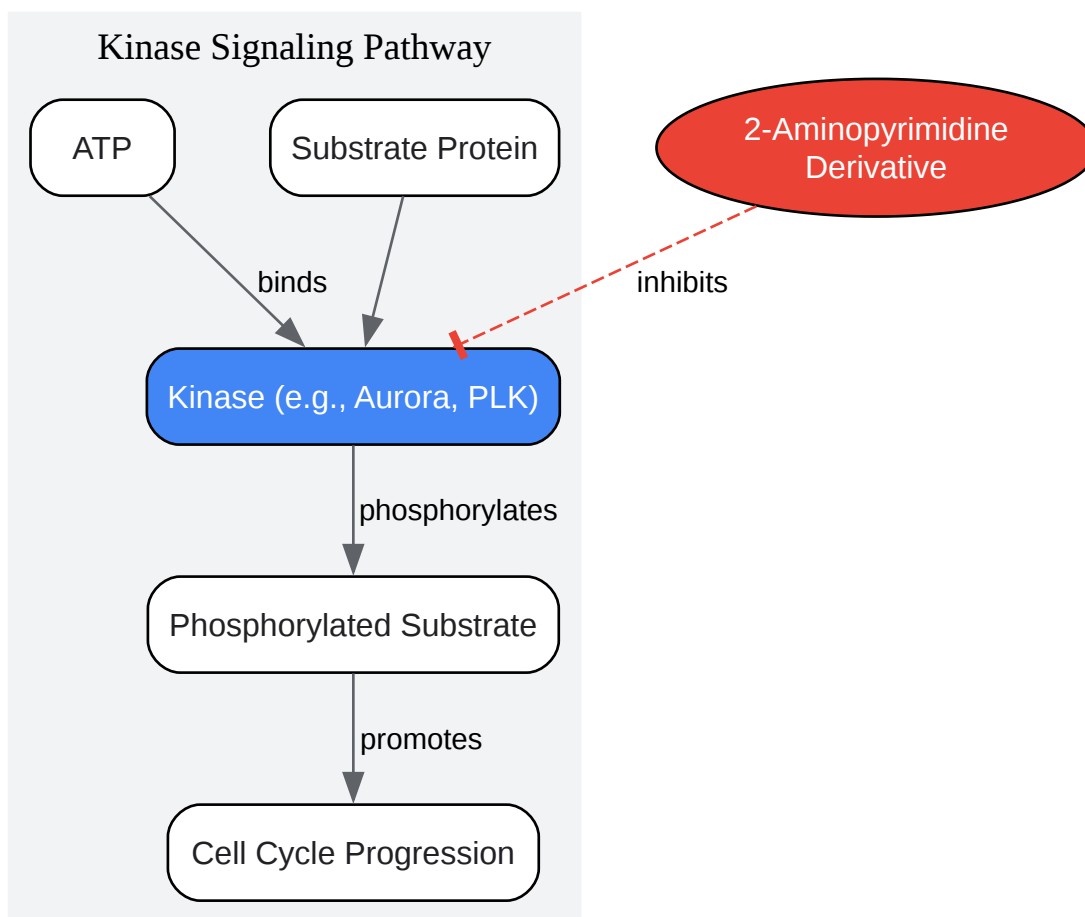 Kinase Signaling Pathway
ATP
Substrate Protein
2-Aminopyrimidine
Derivative
binds
inhibits
Kinase (e.g., Aurora, PLK)
phosphorylates
Phosphorylated Substrate
promotes
Cell Cycle Progression